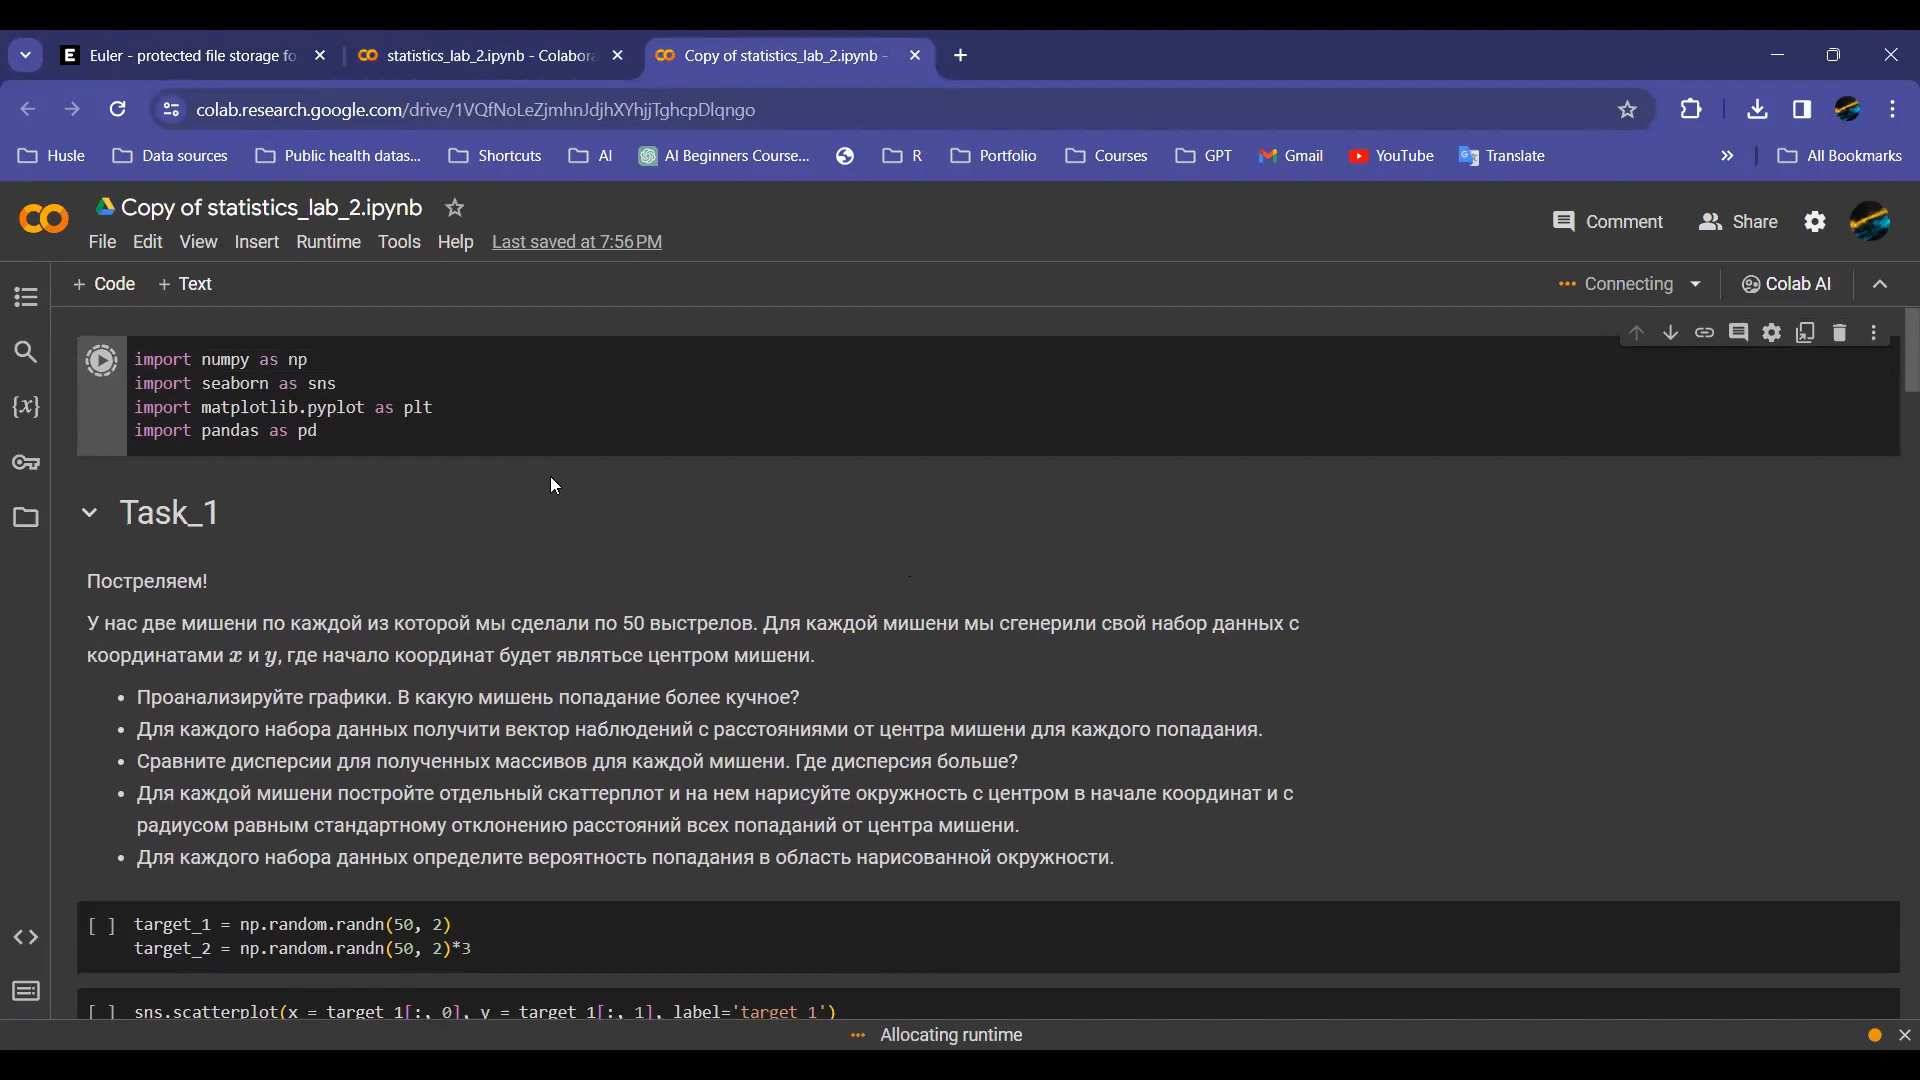 Euler - protected file storage fo
statistics_lab_2.ipynb - Colabora
Copy of statistics_lab_2.ipynb -
colab.research.google.com/drive/1VQfNoLeZjmhnJdjhXYhjjTghcpDlqngo
Husle
Data sources
Public health datas...
Shortcuts
AI
AI Beginners Course...
R
Portfolio
Courses
GPT
Gmail
YouTube
Translate
»
All Bookmarks
Copy of statistics_lab_2.ipynb
File Edit View Insert Runtime Tools Help Last saved at 7:56 PM
Comment
Share
+ Code + Text
Connecting
Colab AI
import numpy as np
import seaborn as sns
import matplotlib.pyplot as plt
import pandas as pd
Task_1
Постреляем!
У нас две мишени по каждой из которой мы сделали по 50 выстрелов. Для каждой мишени мы сгенерили свой набор данных с
координатами x и y, где начало координат будет являтьсе центром мишени.
• Проанализируйте графики. В какую мишень попадание более кучное?
• Для каждого набора данных получити вектор наблюдений с расстояниями от центра мишени для каждого попадания.
• Сравните дисперсии для полученных массивов для каждой мишени. Где дисперсия больше?
• Для каждой мишени постройте отдельный скаттерплот и на нем нарисуйте окружность с центром в начале координат и с
радиусом равным стандартному отклонению расстояний всех попаданий от центра мишени.
• Для каждого набора данных определите вероятность попадания в область нарисованной окружности.
[ ] target_1 = np.random.randn(50, 2)
target_2 = np.random.randn(50, 2)*3
[ ] sns.scatterplot(x = target_1[:, 0], y = target_1[:, 1], label='target_1')
Allocating runtime